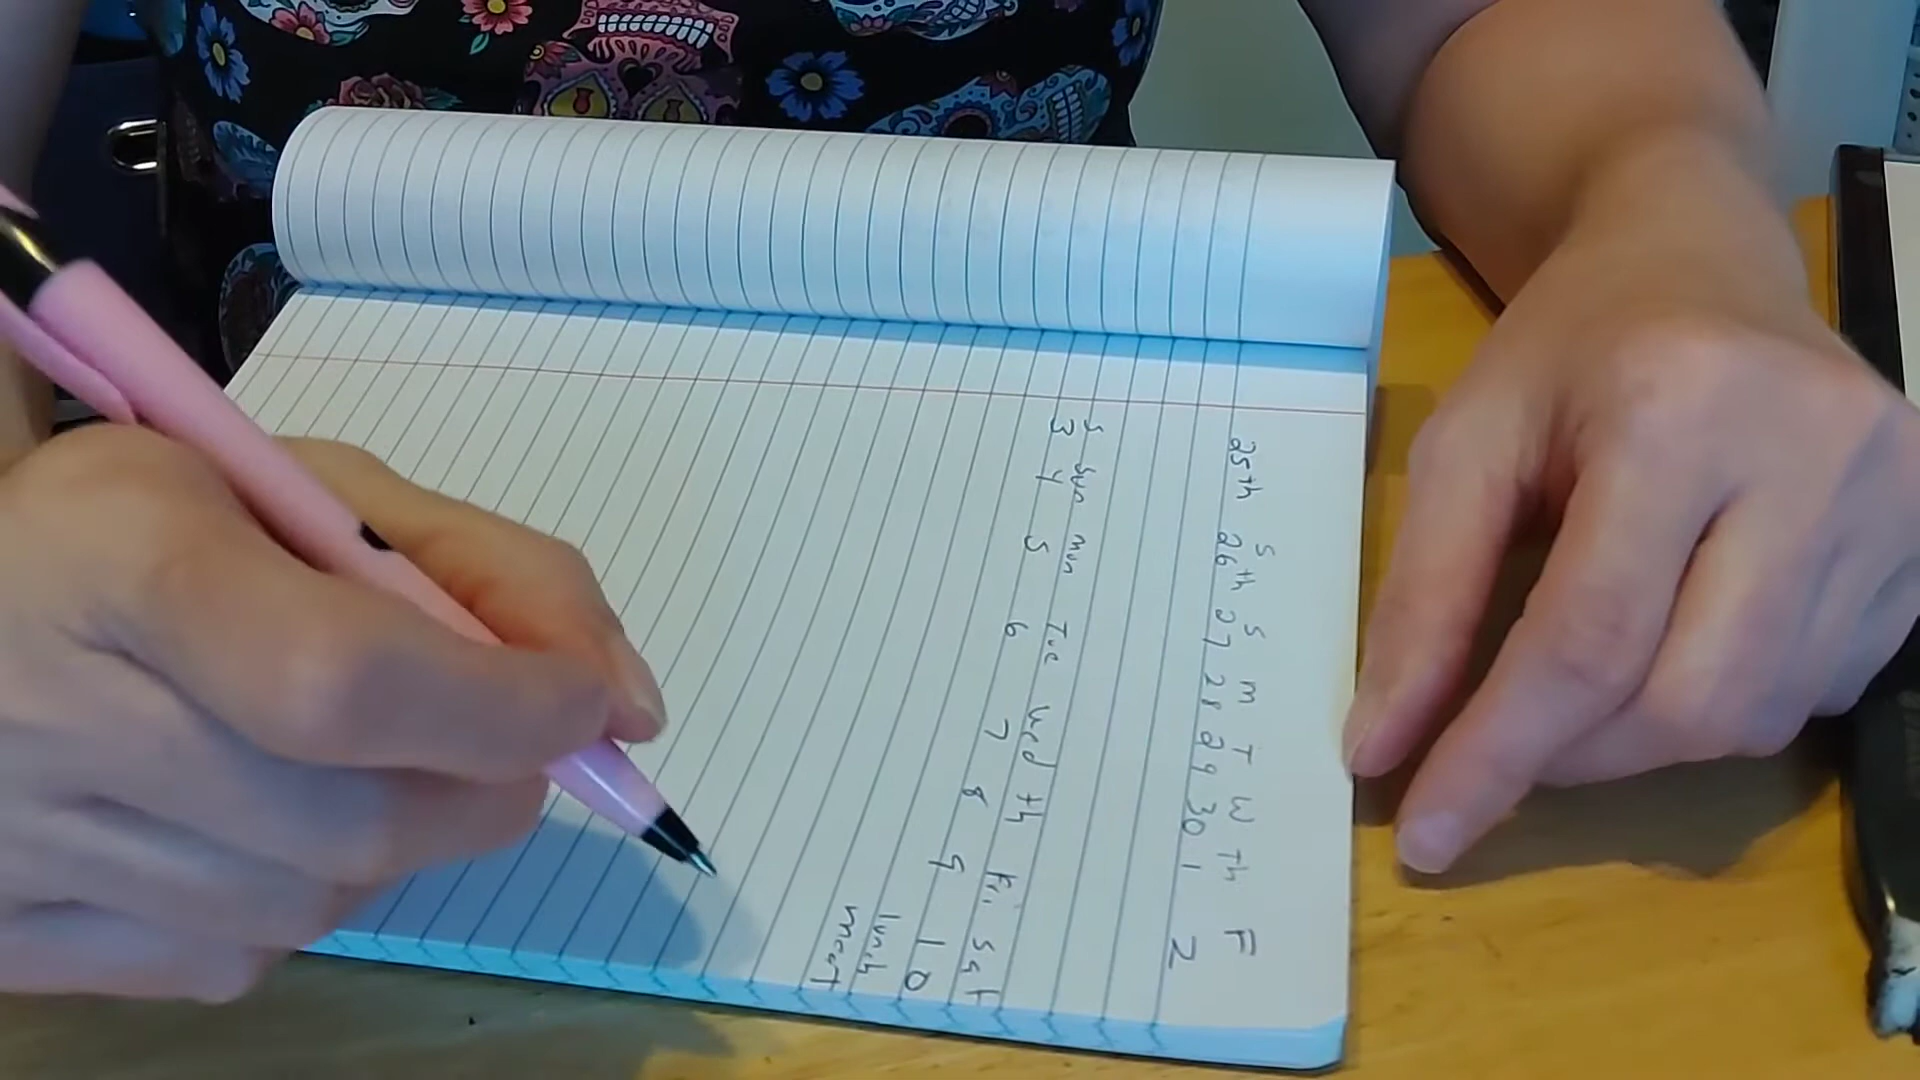 S S M T W Th F
25th 26th 27 28 29 30 1 2
S Sun mon Tue Wed th Fri Sat
3 4 5 6 7 8 9 10
lunch
meat